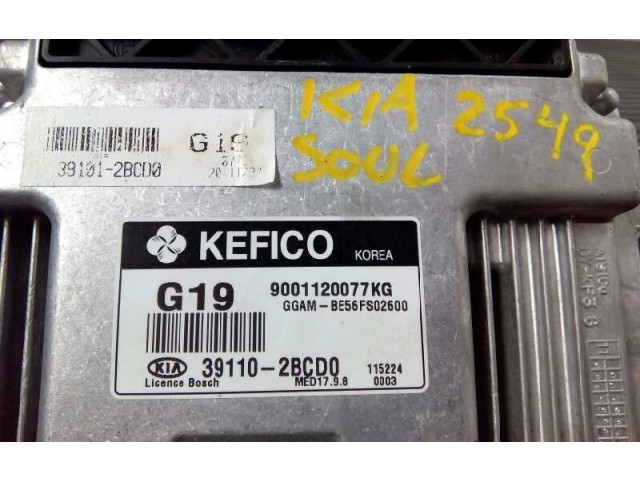 KIA 2549
SOUL
G19
39101-2BCD0
KEFICO KOREA
G19 9001120077KG
GGAM-BE56FS02600
KIA 39110-2BCD0 115224
Licence Bosch MED17.9.8 0003